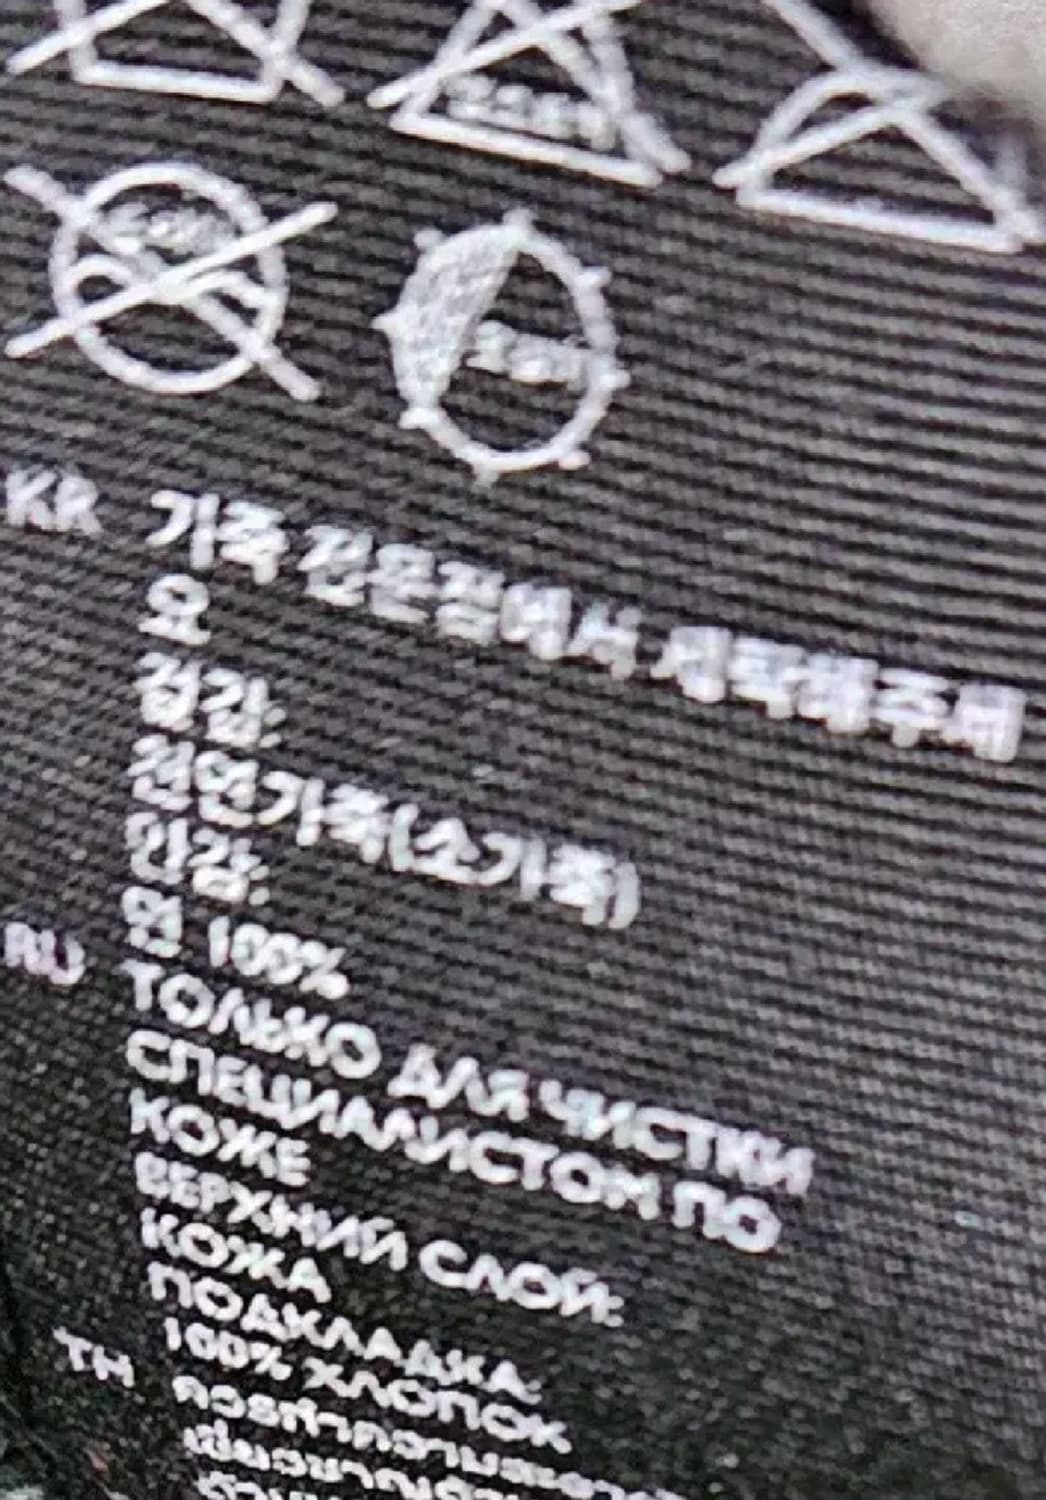 KR 가죽 전문점에서 세탁해주세
요
겉감:
천연가죽(소가죽)
안감:
면 100%
RU ТОЛЬКО ДЛЯ ЧИСТКИ
СПЕЦИАЛИСТОМ ПО
КОЖЕ
ВЕРХНИЙ СЛОЙ:
КОЖА
ПОДКЛАДКА:
100% ХЛОПОК
TH